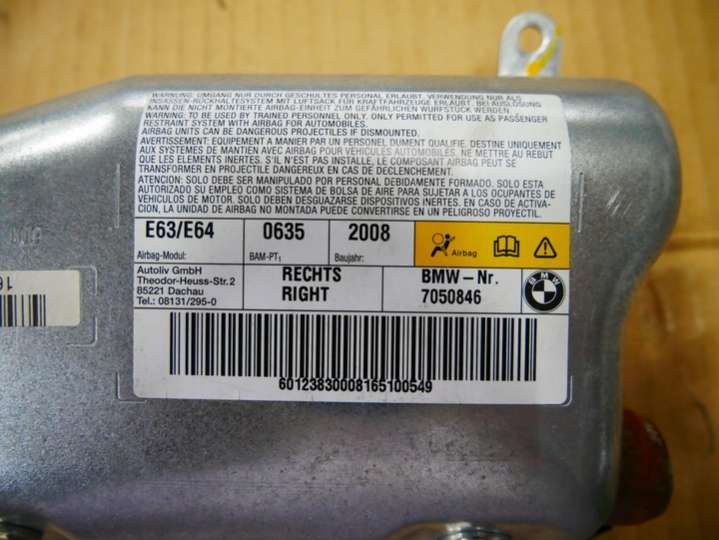 WARNUNG: UMGANG NUR DURCH GESCHULTES PERSONAL ERLAUBT. VERWENDUNG NUR ALS
INSASSEN-RÜCKHALTESYSTEM MIT LUFTSACK FÜR KRAFTFAHRZEUGE ERLAUBT. BEI AUSLÖSUNG
KANN DIE NICHT MONTIERTE AIRBAG-EINHEIT ZUM GEFÄHRLICHEN WURFSTÜCK WERDEN
WARNING: TO BE USED BY TRAINED PERSONNEL ONLY. ONLY PERMITTED FOR USE AS PASSENGER
RESTRAINT SYSTEM WITH AIRBAG FOR AUTOMOBILES.
AIRBAG UNITS CAN BE DANGEROUS PROJECTILES IF DISMOUNTED.
AVERTISSEMENT: EQUIPEMENT A MANIER PAR UN PERSONNEL DUMENT QUALIFIE. DESTINE UNIQUEMENT
AUX SYSTEMES DE MANTIEN AVEC AIRBAG POUR VEHICULES AUTOMOBILES. NE METTRE AU REBUT
QUE LES ELEMENTS INERTES. S'IL N'EST PAS INSTALLE, LE COMPOSANT AIRBAG PEUT SE
TRANSFORMER EN PROJECTILE DANGEREUX EN CAS DE DECLENCHEMENT.
ATENCION: SOLO DEBE SER MANIPULADO POR PERSONAL DEBIDAMENTE FORMADO. SOLO ESTA
AUTORIZADO SU EMPLEO COMO SISTEMA DE BOLSA DE AIRE PARA SUJETAR A LOS OCUPANTES DE
VEHICULOS DE MOTOR. SOLO DEBEN DESGUAZARSE DISPOSITIVOS INERTES. EN CASO DE ACTIVA-
CION, LA UNIDAD DE AIRBAG NO MONTADA PUEDE CONVERTIRSE EN UN PELIGROSO PROYECTIL.
E63/E64 0635 2008
Airbag-Modul: BAM-PT1 Baujahr: Airbag
Autoliv GmbH
Theodor-Heuss-Str.2
85221 Dachau
Tel.: 08131/295-0
RECHTS
RIGHT
BMW-Nr.
7050846
BMW
60123830008165100549